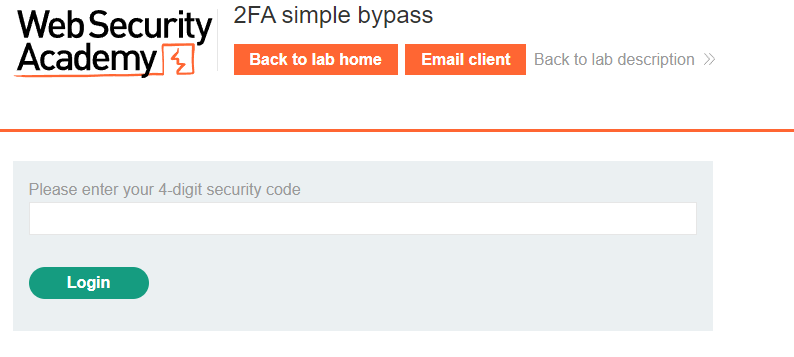 Web Security
Academy
2FA simple bypass
Back to lab home
Email client
Back to lab description
Please enter your 4-digit security code
Login